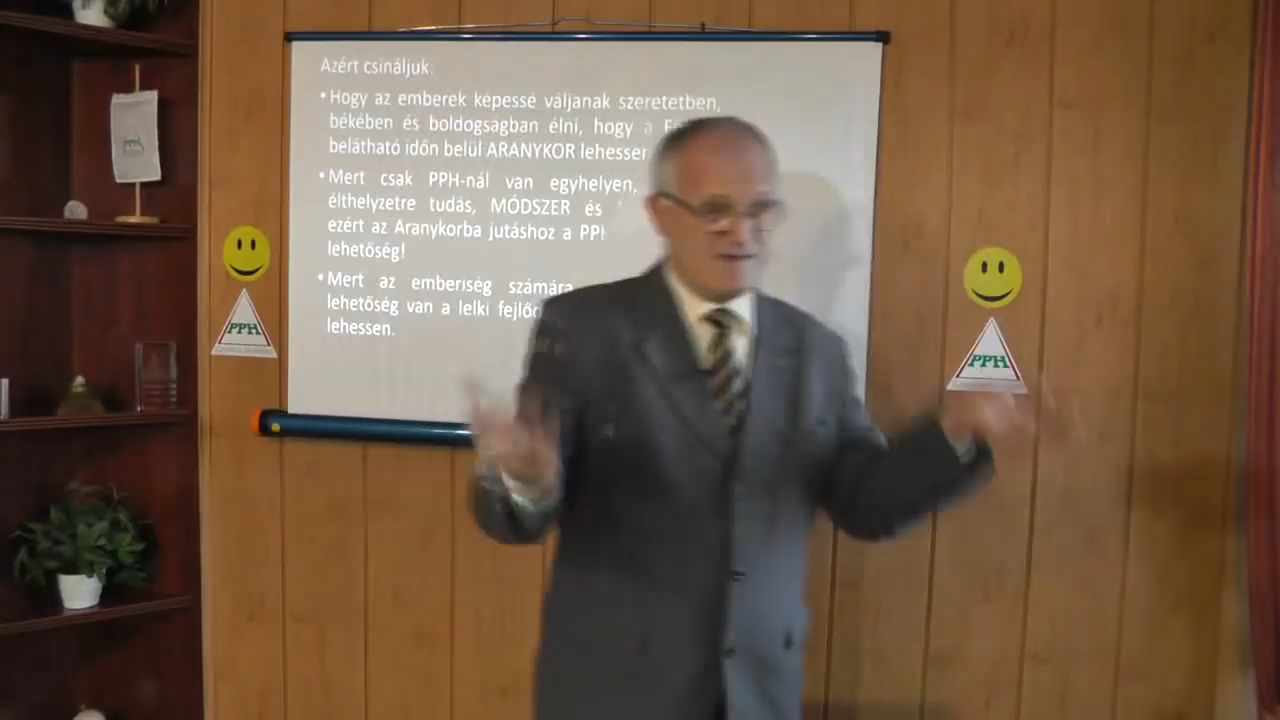 Azért csináljuk:
•Hogy az emberek képessé váljanak szeretetben,
békében és boldogságban élni, hogy a
belátható időn belül ARANYKOR lehessen
•Mert csak PPH-nál van egyhelyen,
élthelyzetre tudás, MÓDSZER és
ezért az Aranykorba jutáshoz a PPH
lehetőség!
•Mert az emberiség számára
lehetőség van a lelki
lehessen.
PPH
PPH